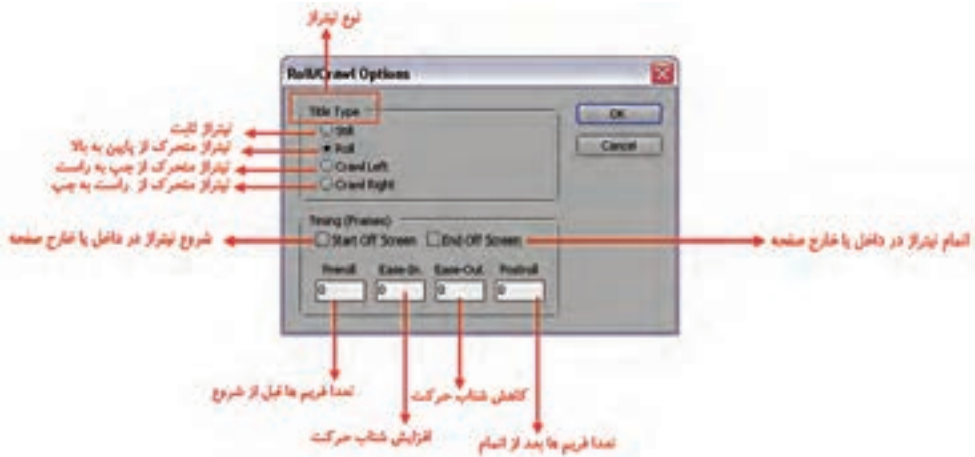 نوع تیتراژ
Roll/Crawl Options
Title Type
OK
تیتراژ ثابت
Still
تیتراژ متحرک از پایین به بالا
Roll
Cancel
تیتراژ متحرک از چپ به راست
Crawl Left
تیتراژ متحرک از راست به چپ
Crawl Right
Timing (Frames)
شروع تیتراژ در داخل یا خارج صفحه
Start Off Screen
End Off Screen
اتمام تیتراژ در داخل یا خارج صفحه
Preroll Ease-In Ease-Out Postroll
0 0 0 0
تعدا فریم ها قبل از شروع
کاهش شتاب حرکت
افزایش شتاب حرکت
تعدا فریم ها بعد از اتمام